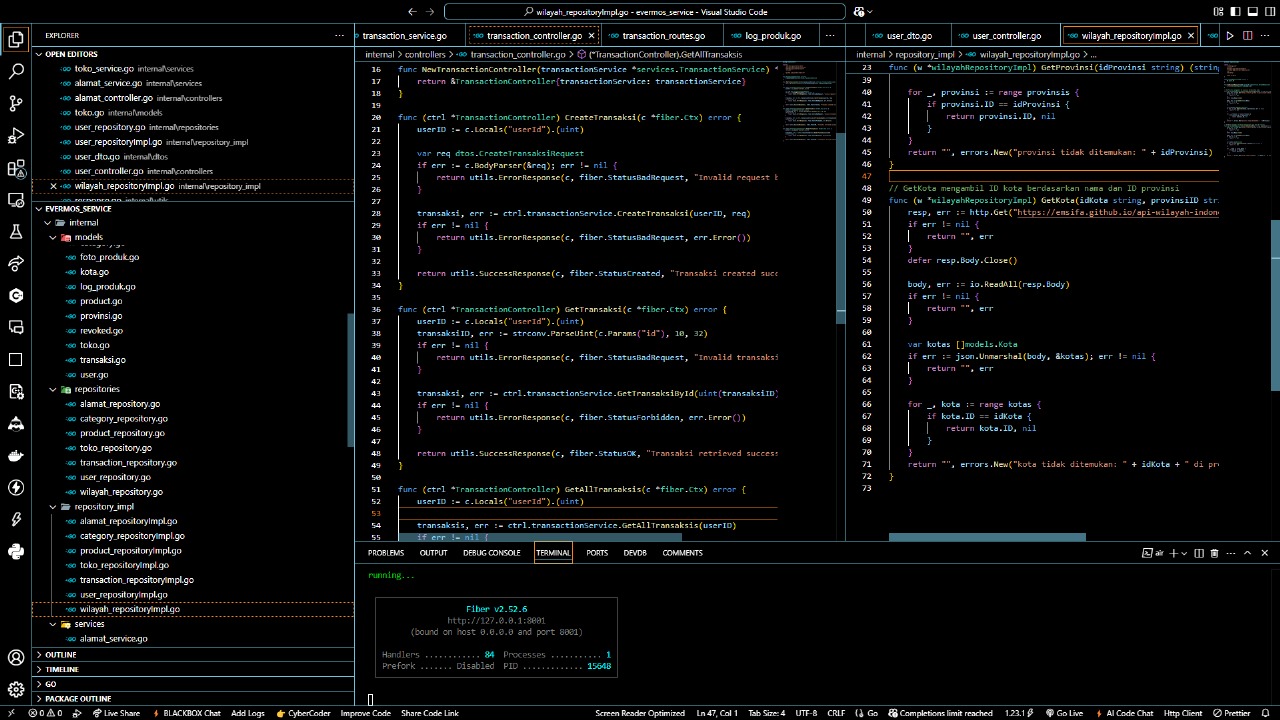 wilayah_repositoryImpl.go - evermos_service - Visual Studio Code
EXPLORER
OPEN EDITORS
toko_service.go internal\services
alamat_service.go internal\services
alamat_controller.go internal\controllers
toko.go internal\models
user_repository.go internal\repositories
user_repositoryImpl.go internal\repository_impl
user_dto.go internal\dtos
user_controller.go internal\controllers
wilayah_repositoryImpl.go internal\repository_impl
response.go internal\utils
EVERMOS_SERVICE
internal
models
category.go
foto_produk.go
kota.go
log_produk.go
product.go
provinsi.go
revoked.go
toko.go
transaksi.go
user.go
repositories
alamat_repository.go
category_repository.go
product_repository.go
toko_repository.go
transaction_repository.go
user_repository.go
wilayah_repository.go
repository_impl
alamat_repositoryImpl.go
category_repositoryImpl.go
product_repositoryImpl.go
toko_repositoryImpl.go
transaction_repositoryImpl.go
user_repositoryImpl.go
wilayah_repositoryImpl.go
services
alamat_service.go
OUTLINE
TIMELINE
GO
PACKAGE OUTLINE
transaction_service.go transaction_controller.go transaction_routes.go log_produk.go
internal > controllers > transaction_controller.go > (*TransactionController).GetAllTransaksis
16 func NewTransactionController(transactionService *services.TransactionService) *
17 return &TransactionController{transactionService: transactionService}
18 }
19
20 func (ctrl *TransactionController) CreateTransaksi(c *fiber.Ctx) error {
21 userID := c.Locals("userId").(uint)
22
23 var req dtos.CreateTransaksiRequest
24 if err := c.BodyParser(&req); err != nil {
25 return utils.ErrorResponse(c, fiber.StatusBadRequest, "Invalid request b
26 }
27
28 transaksi, err := ctrl.transactionService.CreateTransaksi(userID, req)
29 if err != nil {
30 return utils.ErrorResponse(c, fiber.StatusBadRequest, err.Error())
31 }
32
33 return utils.SuccessResponse(c, fiber.StatusCreated, "Transaksi created succ
34 }
35
36 func (ctrl *TransactionController) GetTransaksi(c *fiber.Ctx) error {
37 userID := c.Locals("userId").(uint)
38 transaksiID, err := strconv.ParseUint(c.Params("id"), 10, 32)
39 if err != nil {
40 return utils.ErrorResponse(c, fiber.StatusBadRequest, "Invalid transaksi
41 }
42
43 transaksi, err := ctrl.transactionService.GetTransaksiById(uint(transaksiID)
44 if err != nil {
45 return utils.ErrorResponse(c, fiber.StatusForbidden, err.Error())
46 }
47
48 return utils.SuccessResponse(c, fiber.StatusOK, "Transaksi retrieved success
49 }
50
51 func (ctrl *TransactionController) GetAllTransaksis(c *fiber.Ctx) error {
52 userID := c.Locals("userId").(uint)
53
54 transaksis, err := ctrl.transactionService.GetAllTransaksis(userID)
55 if err != nil {
user_dto.go user_controller.go wilayah_repositoryImpl.go
internal > repository_impl > wilayah_repositoryImpl.go > ...
23 func (w *wilayahRepositoryImpl) GetProvinsi(idProvinsi string) (string
39
40 for _, provinsi := range provinsis {
41 if provinsi.ID == idProvinsi {
42 return provinsi.ID, nil
43 }
44 }
45 return "", errors.New("provinsi tidak ditemukan: " + idProvinsi)
46 }
47
48 // GetKota mengambil ID kota berdasarkan nama dan ID provinsi
49 func (w *wilayahRepositoryImpl) GetKota(idKota string, provinsiID str
50 resp, err := http.Get("https://emsifa.github.io/api-wilayah-indon
51 if err != nil {
52 return "", err
53 }
54 defer resp.Body.Close()
55
56 body, err := io.ReadAll(resp.Body)
57 if err != nil {
58 return "", err
59 }
60
61 var kotas []models.Kota
62 if err := json.Unmarshal(body, &kotas); err != nil {
63 return "", err
64 }
65
66 for _, kota := range kotas {
67 if kota.ID == idKota {
68 return kota.ID, nil
69 }
70 }
71 return "", errors.New("kota tidak ditemukan: " + idKota + " di pr
72 }
73
PROBLEMS OUTPUT DEBUG CONSOLE TERMINAL PORTS DEVDB COMMENTS
air
running...
Fiber v2.52.6
http://127.0.0.1:8001
(bound on host 0.0.0.0 and port 8001)
Handlers ............ 84 Processes ........... 1
Prefork ....... Disabled PID ............. 15648
0 0 Live Share BLACKBOX Chat Add Logs CyberCoder Improve Code Share Code Link Screen Reader Optimized Ln 47, Col 1 Tab Size: 4 UTF-8 CRLF Go Completions limit reached 1.23.1 Go Live AI Code Chat Http Client Prettier